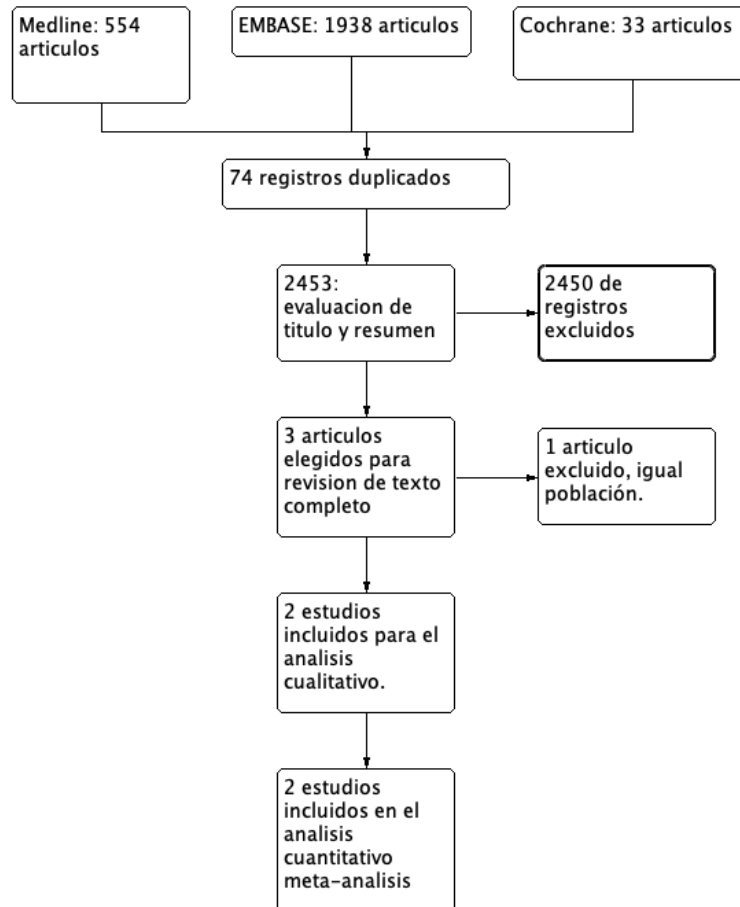 Medline: 554
articulos
EMBASE: 1938 articulos
Cochrane: 33 articulos
74 registros duplicados
2453:
evaluacion de
titulo y resumen
2450 de
registros
excluidos
3 articulos
elegidos para
revision de texto
completo
1 articulo
excluido, igual
población.
2 estudios
incluidos para el
analisis
cualitativo.
2 estudios
incluidos en el
analisis
cuantitativo
meta-analisis